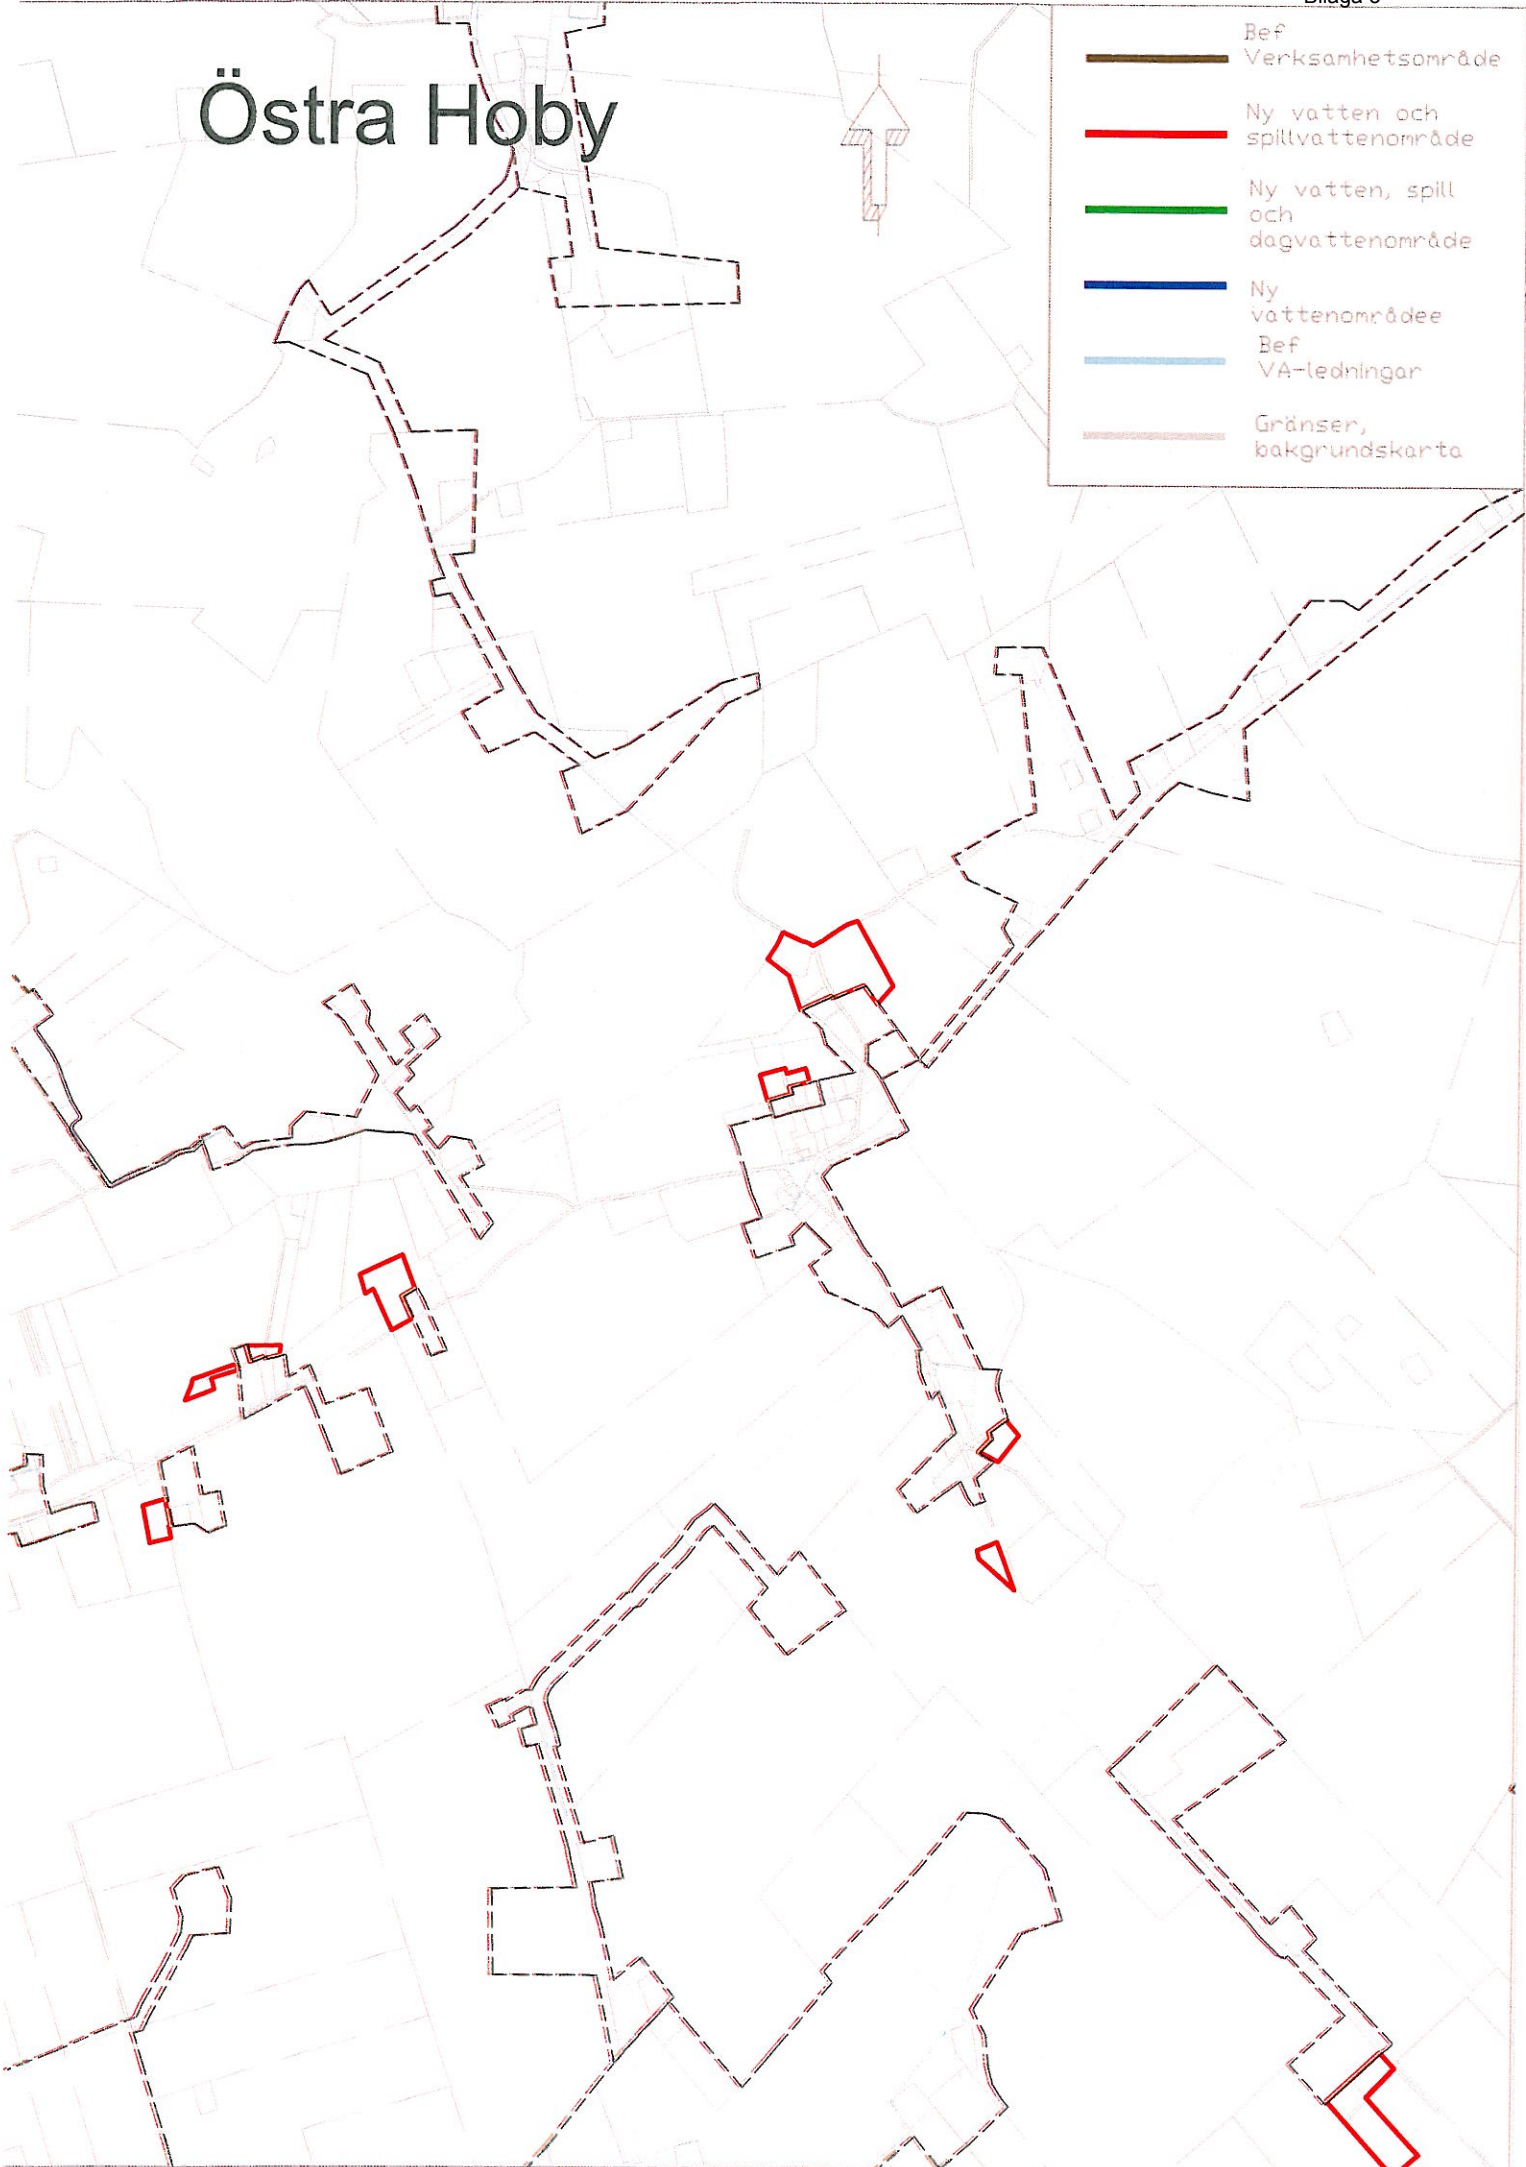 Östra Hoby
Bef
Verksamhetsområde
Ny vatten och
spillvattenområde
Ny vatten, spill
och
dagvattenområde
Ny
vattenområdee
Bef
VA-ledningar
Gränser,
bakgrundskarta